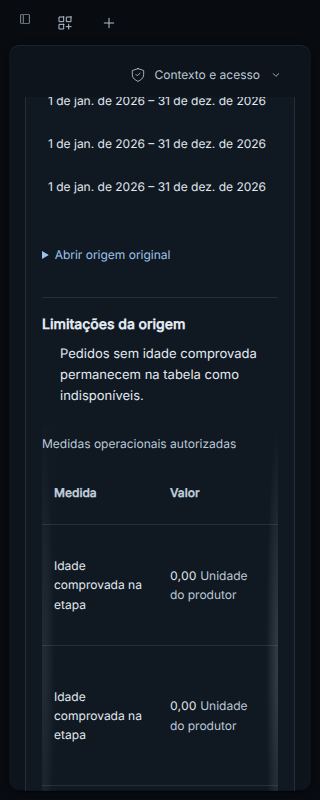 Contexto e acesso
1 de jan. de 2026 – 31 de dez. de 2026
1 de jan. de 2026 – 31 de dez. de 2026
1 de jan. de 2026 – 31 de dez. de 2026
Abrir origem original
Limitações da origem
Pedidos sem idade comprovada
permanecem na tabela como
indisponíveis.
Medidas operacionais autorizadas
Medida Valor
Idade
comprovada na
etapa
0,00 Unidade
do produtor
Idade
comprovada na
etapa
0,00 Unidade
do produtor